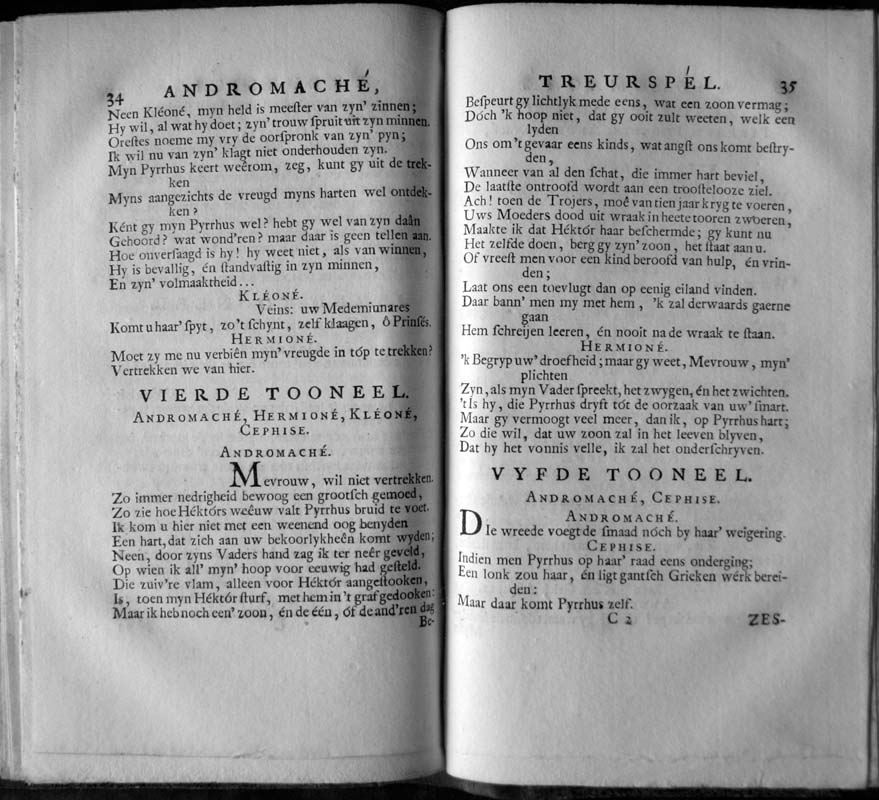 34
ANDROMACHÉ,
Neen Kléoné, myn held is meeſter van zyn' zinnen;
Hy wil, al wat hy doet; zyn' trouw ſpruit uit zyn minnen.
Oreſtes noeme my vry de oorſpronk van zyn' pyn;
Ik wil nu van zyn' klagt niet onderhouden zyn.
Myn Pyrrhus keert weêrom, zeg, kunt gy uit de trek-
ken
Myns aangezichts de vreugd myns harten wel ontdek-
ken?
Ként gy myn Pyrrhus wel? hebt gy wel van zyn daân
Gehoord? wat wond'ren? maar daar is geen tellen aan.
Hoe onverſaagd is hy! hy weet niet, als van winnen,
Hy is bevallig, én ſtandvaſtig in zyn minnen,
En zyn' volmaaktheid...
KLÉONÉ.
Veins: uw Medeminnares
Komt u haar' ſpyt, zo't ſchynt, zelf klaagen, ô Prinſés.
HERMIONÉ.
Moet zy me nu verbiên myn' vreugde in tóp te trekken?
Vertrekken we van hier.
VIERDE TOONEEL.
ANDROMACHÉ, HERMIONÉ, KLÉONÉ,
CEPHISE.
ANDROMACHÉ.
Mevrouw, wil niet vertrekken.
Zo immer nedrigheid bewoog een grootſch gemoed,
Zo zie hoe Héktórs weêuw valt Pyrrhus bruid te voet.
Ik kom u hier niet met een weenend oog benyden
Een hart, dat zich aan uw bekoorlykheên komt wyden;
Neen, door zyns Vaders hand zag ik ter neêr geveld,
Op wien ik all' myn' hoop voor eeuwig had geſteld.
Die zuiv're vlam, alleen voor Héktór aangeſtooken,
Is, toen myn Héktór ſturf, met hem in 't graf gedooken:
Maar ik heb noch een' zoon, én de één, óf de and'ren dag
Be-
TREURSPÉL.
35
Beſpeurt gy lichtlyk mede eens, wat een zoon vermag;
Dóch 'k hoop niet, dat gy ooit zult weeten, welk een
lyden
Ons om't gevaar eens kinds, wat angſt ons komt beſtry-
den,
Wanneer van al den ſchat, die immer hart beviel,
De laatſte ontroofd wordt aan een trooſtelooze ziel.
Ach! toen de Trojers, moê van tien jaar kryg te voeren,
Uws Moeders dood uit wraak in heete tooren zwoeren,
Maakte ik dat Héktór haar beſchermde; gy kunt nu
Het zelfde doen, berg gy zyn' zoon, het ſtaat aan u.
Of vreeſt men voor een kind beroofd van hulp, én vrin-
den;
Laat ons een toevlugt dan op eenig eiland vinden.
Daar bann' men my met hem, 'k zal derwaards gaerne
gaan
Hem ſchreijen leeren, én nooit na de wraak te ſtaan.
HERMIONÉ.
'k Begryp uw' droefheid; maar gy weet, Mevrouw, myn'
plichten
Zyn, als myn Vader ſpreekt, het zwygen, én het zwichten.
't Is hy, die Pyrrhus dryft tót de oorzaak van uw' ſmart.
Maar gy vermoogt veel meer, dan ik, op Pyrrhus hart;
Zo die wil, dat uw zoon zal in het leeven blyven,
Dat hy het vonnis velle, ik zal het onderſchryven.
VYFDE TOONEEL.
ANDROMACHÉ, CEPHISE.
ANDROMACHÉ.
DIe wreede voegt de ſmaad nóch by haar' weigering.
CEPHISE.
Indien men Pyrrhus op haar' raad eens onderging;
Een lonk zou haar, én ligt gantſch Grieken wérk berei-
den:
Maar daar komt Pyrrhus zelf.
C 2
ZES-